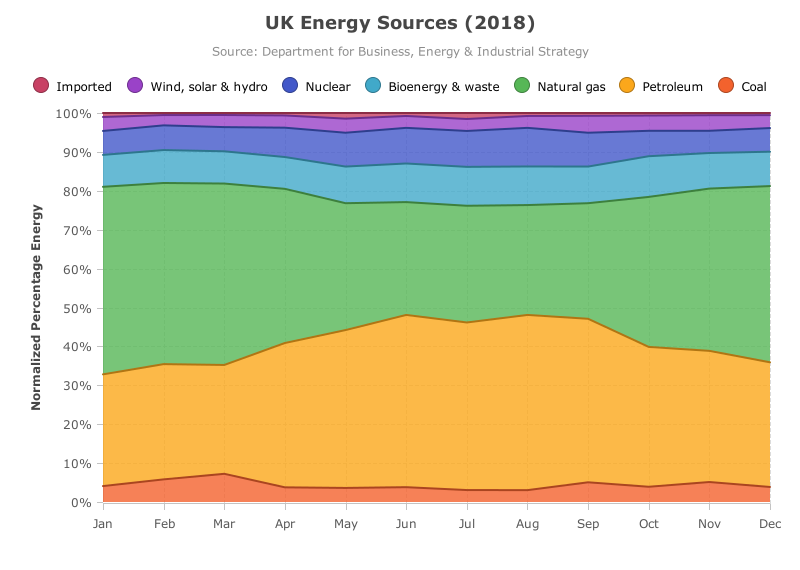 UK Energy Sources (2018)
Source: Department for Business, Energy & Industrial Strategy
Imported Wind, solar & hydro Nuclear Bioenergy & waste Natural gas Petroleum Coal
100%
90%
80%
70%
60%
50%
40%
30%
20%
10%
0%
Normalized Percentage Energy
Jan Feb Mar Apr May Jun Jul Aug Sep Oct Nov Dec